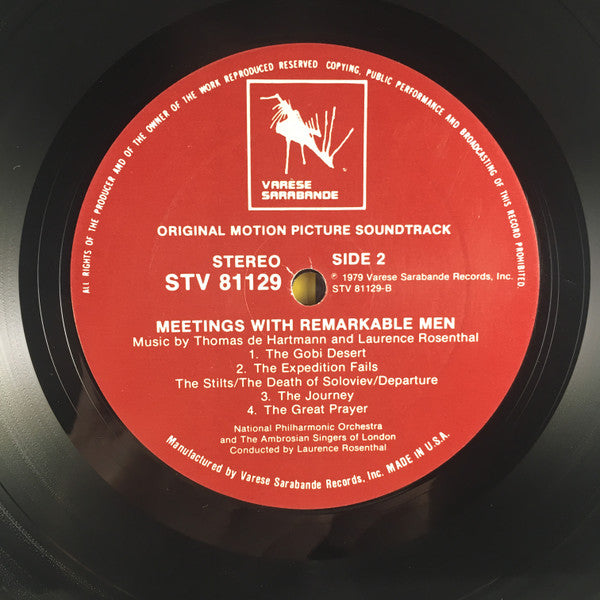 ALL RIGHTS OF THE PRODUCER AND OF THE OWNER OF THE WORK REPRODUCED RESERVED COPYING, PUBLIC PERFORMANCE AND BROADCASTING OF THIS RECORD PROHIBITED.
VARÈSE
SARABANDE
ORIGINAL MOTION PICTURE SOUNDTRACK
STEREO
STV 81129
SIDE 2
℗ 1979 Varese Sarabande Records, Inc.
STV 81129-B
MEETINGS WITH REMARKABLE MEN
Music by Thomas de Hartmann and Laurence Rosenthal
1. The Gobi Desert
2. The Expedition Fails
The Stilts/The Death of Soloviev/Departure
3. The Journey
4. The Great Prayer
National Philharmonic Orchestra
and The Ambrosian Singers of London
Conducted by Laurence Rosenthal
Manufactured by Varese Sarabande Records, Inc. MADE IN U.S.A.